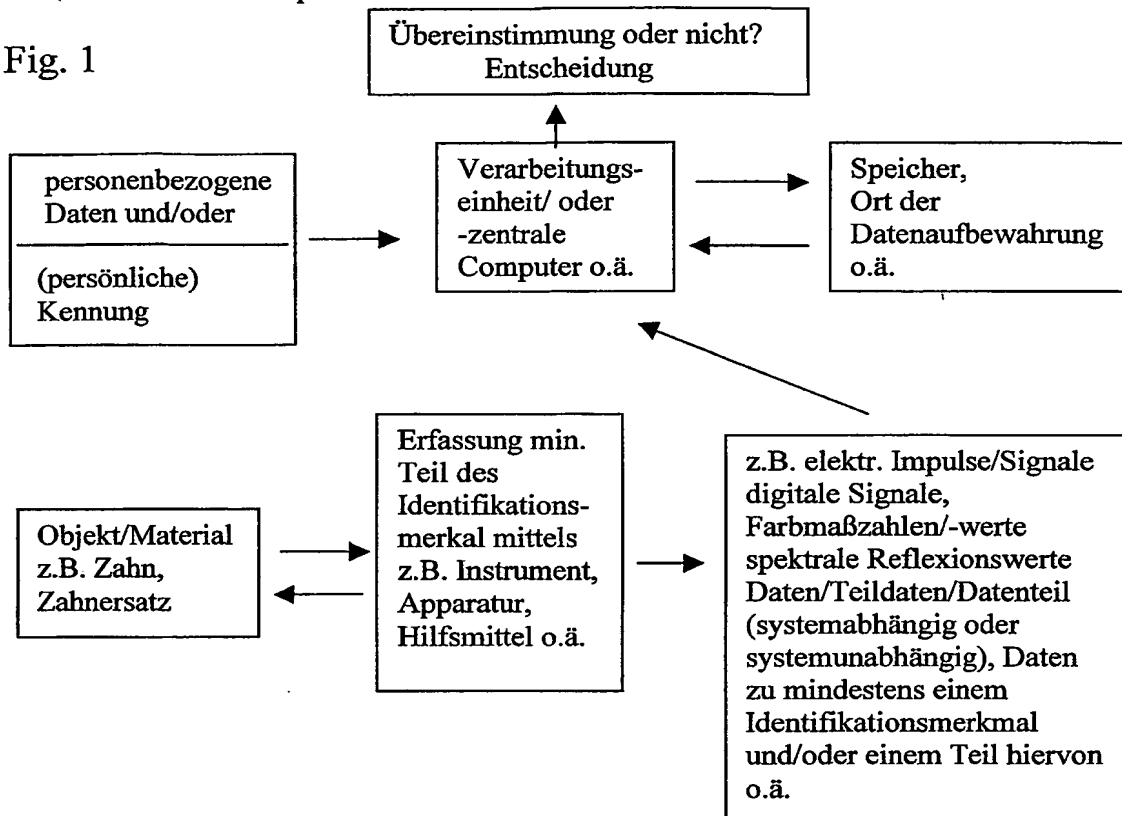 Fig. 1
Übereinstimmung oder nicht?
Entscheidung
personenbezogene
Daten und/oder
(persönliche)
Kennung
Verarbeitungs-
einheit/ oder
-zentrale
Computer o.ä.
Speicher,
Ort der
Datenaufbewahrung
o.ä.
Objekt/Material
z.B. Zahn,
Zahnersatz
Erfassung min.
Teil des
Identifikations-
merkal mittels
z.B. Instrument,
Apparatur,
Hilfsmittel o.ä.
z.B. elektr. Impulse/Signale
digitale Signale,
Farbmaßzahlen/-werte
spektrale Reflexionswerte
Daten/Teildaten/Datenteil
(systemabhängig oder
systemunabhängig), Daten
zu mindestens einem
Identifikationsmerkmal
und/oder einem Teil hiervon
o.ä.